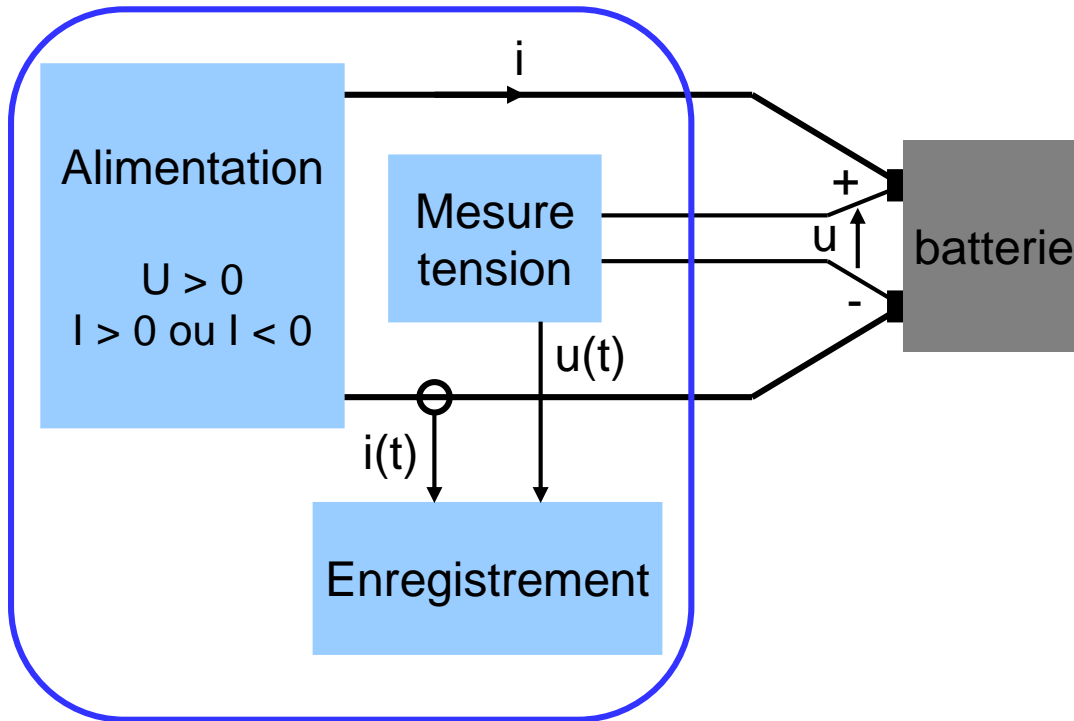 i
Alimentation
U > 0
I > 0 ou I < 0
Mesure
tension
+
u
-
batterie
u(t)
i(t)
Enregistrement